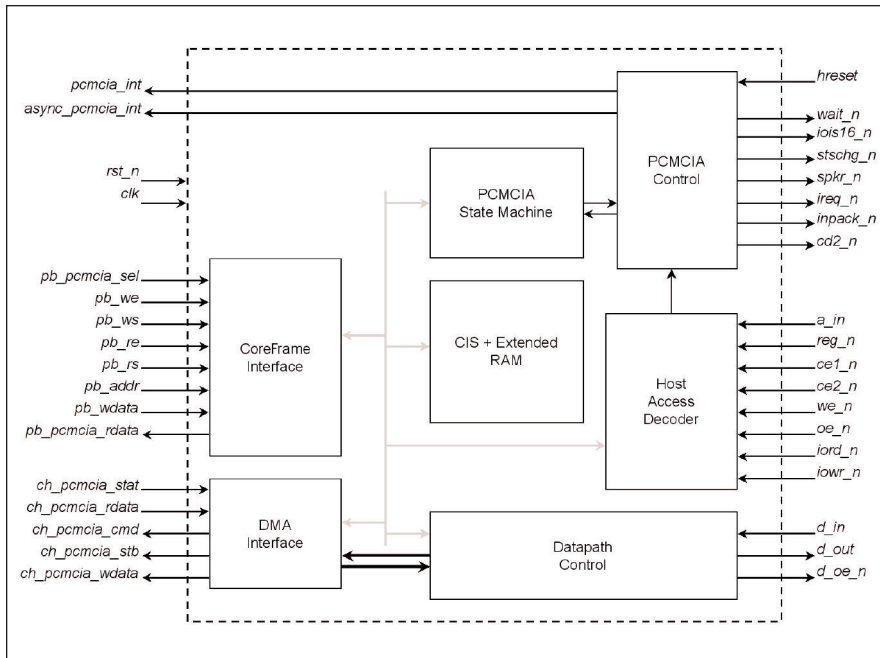 pcmcia_int
async_pcmcia_int
rst_n
clk
pb_pcmcia_sel
pb_we
pb_ws
pb_re
pb_rs
pb_addr
pb_wdata
pb_pcmcia_rdata
ch_pcmcia_stat
ch_pcmcia_rdata
ch_pcmcia_cmd
ch_pcmcia_stb
ch_pcmcia_wdata
CoreFrame
Interface
DMA
Interface
PCMCIA
State Machine
CIS + Extended
RAM
Datapath
Control
PCMCIA
Control
Host
Access
Decoder
hreset
wait_n
iois16_n
stschg_n
spkr_n
ireq_n
inpack_n
cd2_n
a_in
reg_n
ce1_n
ce2_n
we_n
oe_n
iord_n
iowr_n
d_in
d_out
d_oe_n